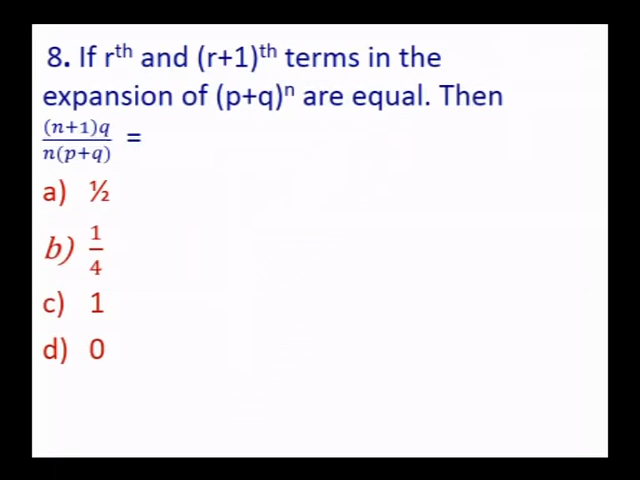 8. If rᵗʰ and (r+1)ᵗʰ terms in the
expansion of (p+q)ⁿ are equal. Then
(n+1)q/n(p+q) =
a) ½
b) 1/4
c) 1
d) 0